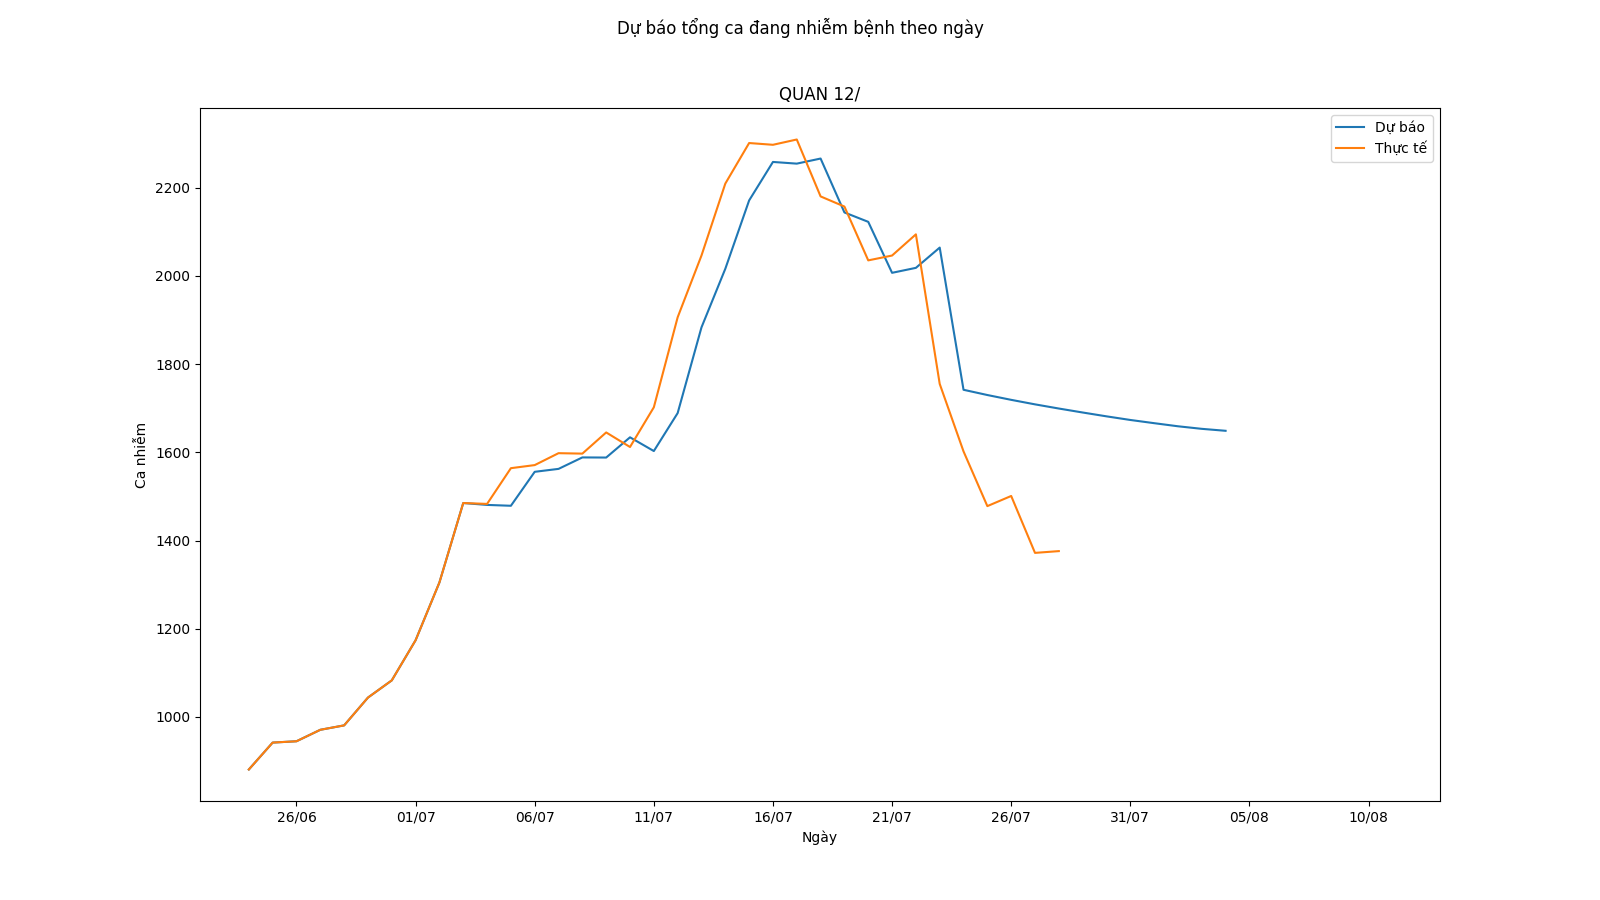 Dự báo tổng ca đang nhiễm bệnh theo ngày
QUAN 12/
Dự báo
Thực tế
2200
2000
1800
1600
1400
1200
1000
Ca nhiễm
26/06 01/07 06/07 11/07 16/07 21/07 26/07 31/07 05/08 10/08
Ngày